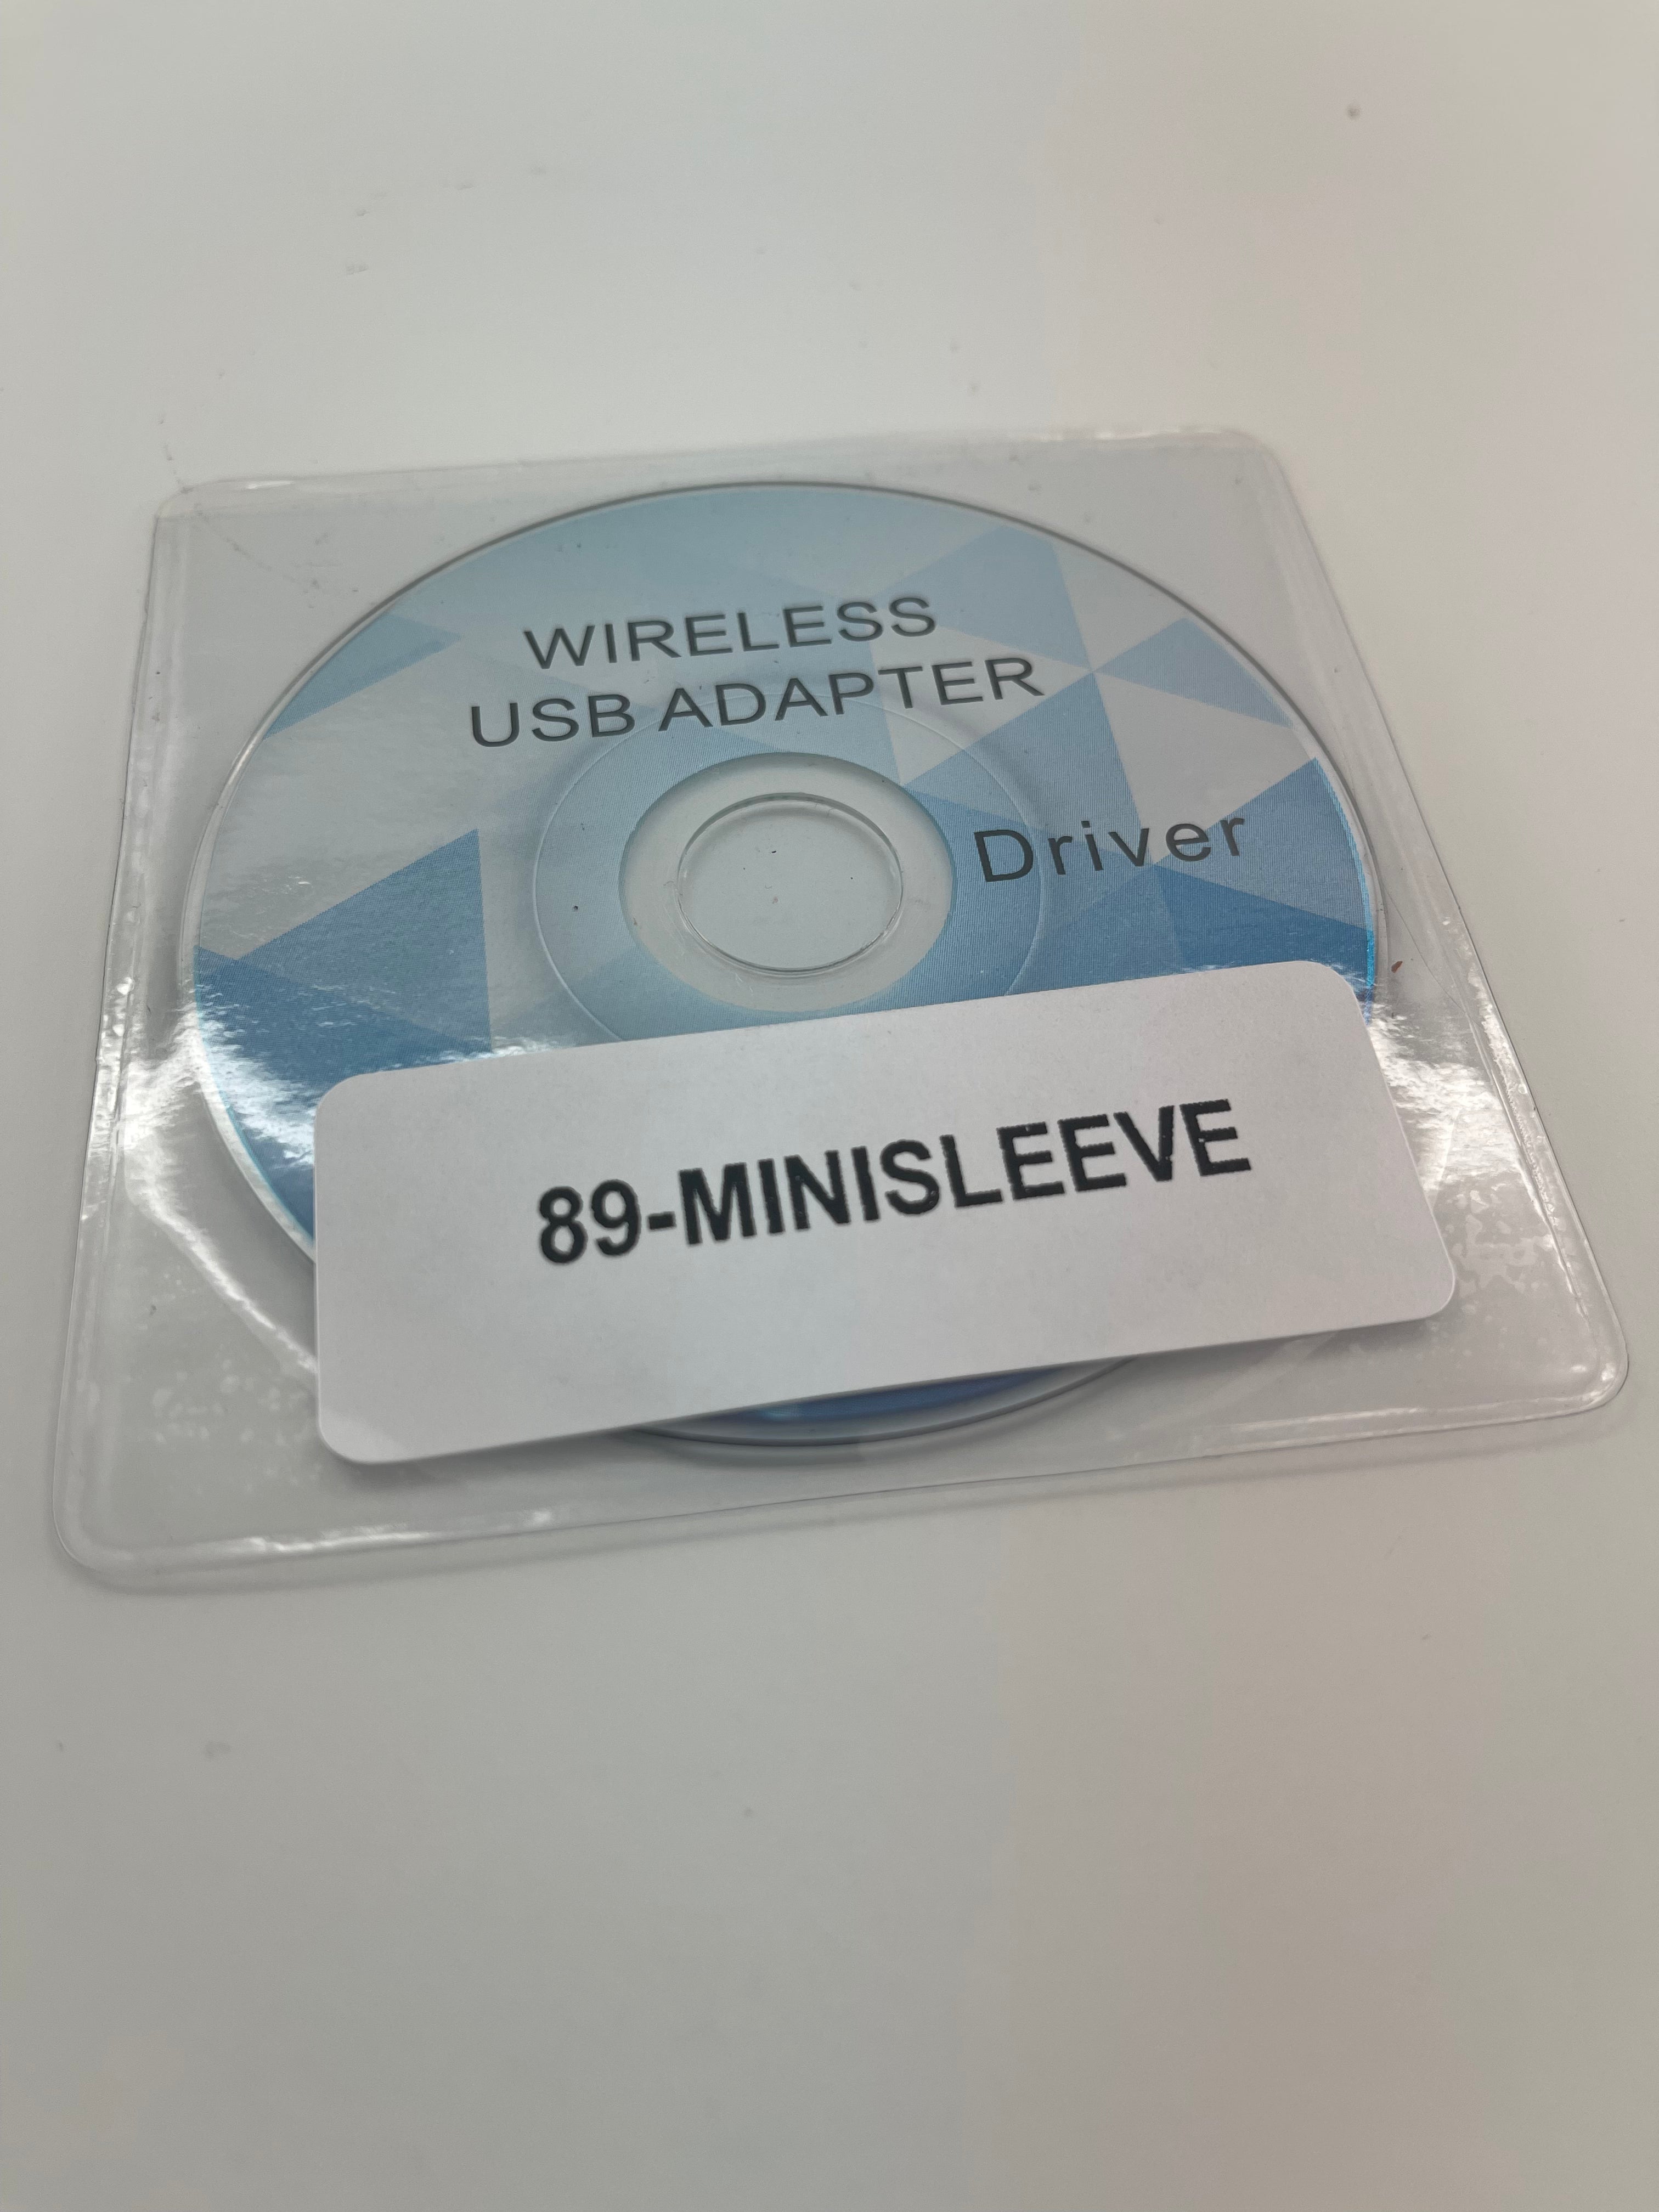 WIRELESS
USB ADAPTER
Driver
89-MINISLEEVE